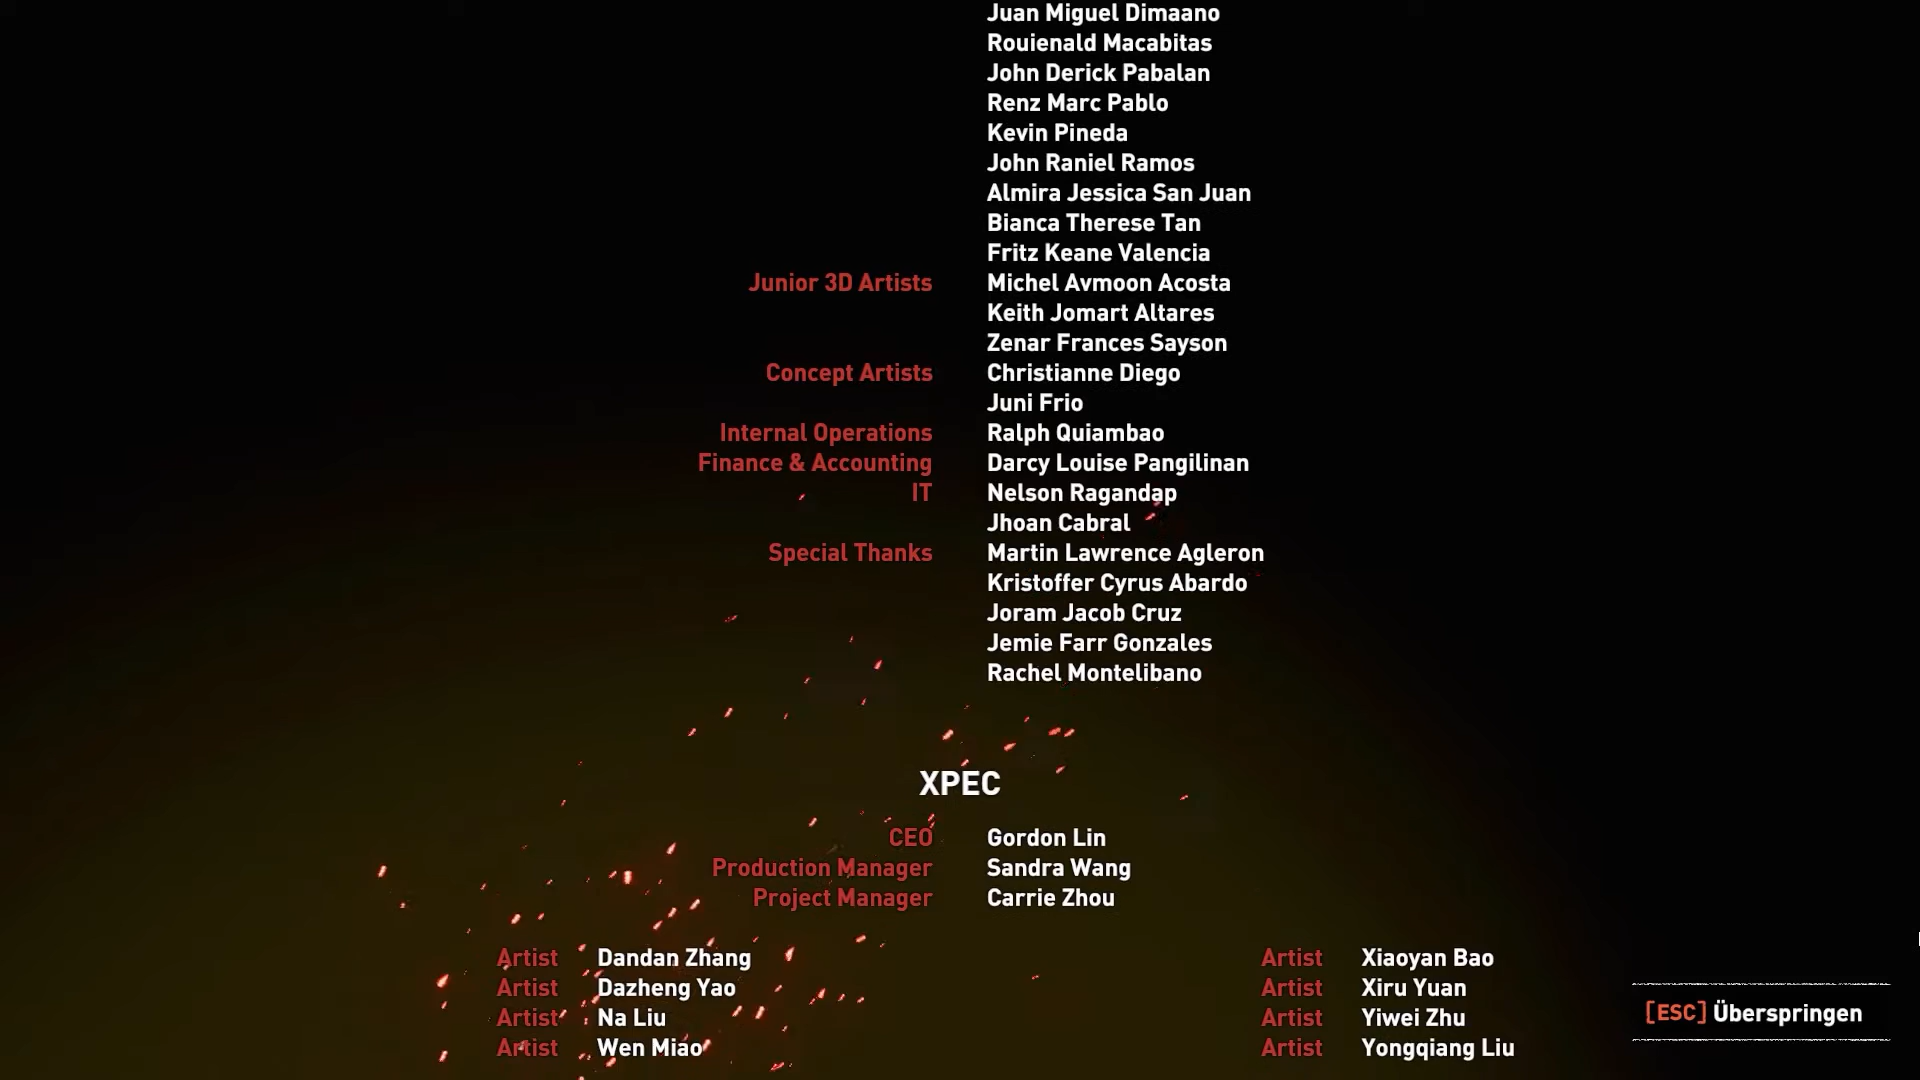 Juan Miguel Dimaano
Rouienald Macabitas
John Derick Pabalan
Renz Marc Pablo
Kevin Pineda
John Raniel Ramos
Almira Jessica San Juan
Bianca Therese Tan
Fritz Keane Valencia
Junior 3D Artists Michel Avmoon Acosta
Keith Jomart Altares
Zenar Frances Sayson
Concept Artists Christianne Diego
Juni Frio
Internal Operations Ralph Quiambao
Finance & Accounting Darcy Louise Pangilinan
IT Nelson Ragandap
Jhoan Cabral
Special Thanks Martin Lawrence Agleron
Kristoffer Cyrus Abardo
Joram Jacob Cruz
Jemie Farr Gonzales
Rachel Montelibano
XPEC
CEO Gordon Lin
Production Manager Sandra Wang
Project Manager Carrie Zhou
Artist Dandan Zhang Artist Xiaoyan Bao
Artist Dazheng Yao Artist Xiru Yuan
Artist Na Liu Artist Yiwei Zhu
Artist Wen Miao Artist Yongqiang Liu
[ESC] Überspringen